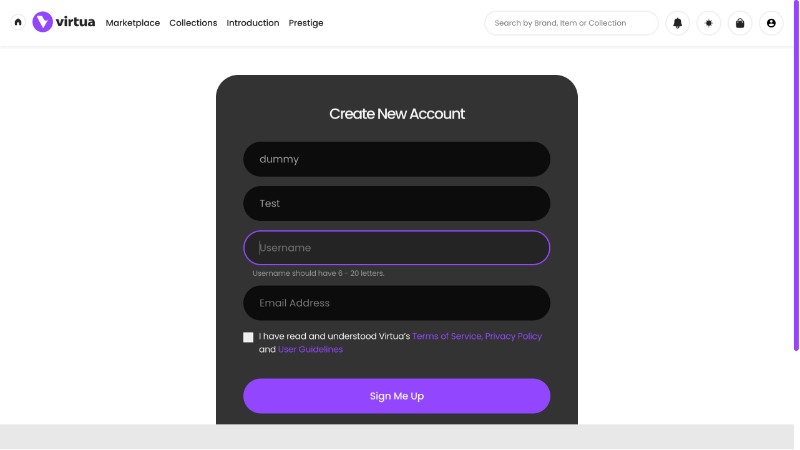 virtua Marketplace Collections Introduction Prestige Search by Brand, Item or Collection
Create New Account
dummy
Test
Username
Username should have 6 - 20 letters.
Email Address
I have read and understood Virtua's Terms of Service, Privacy Policy
and User Guidelines
Sign Me Up